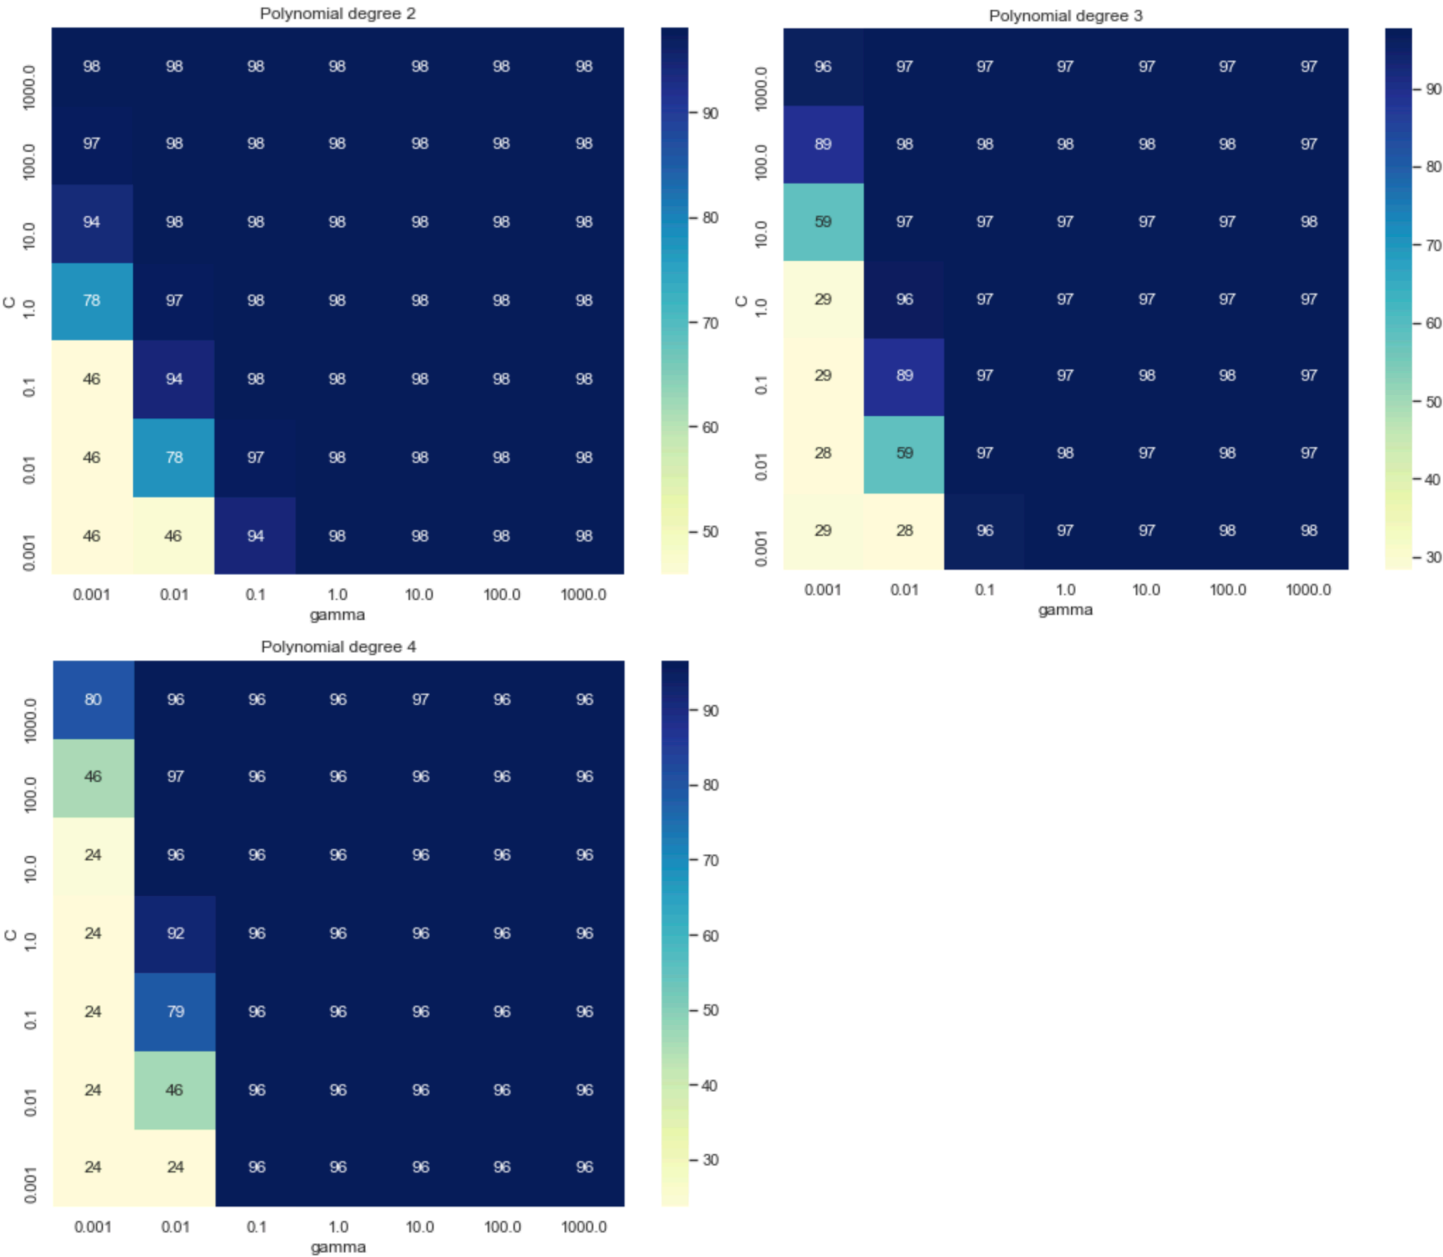 Polynomial degree 2
1000.0 98 98 98 98 98 98 98
100.0 97 98 98 98 98 98 98 90
10.0 94 98 98 98 98 98 98 80
C 1.0 78 97 98 98 98 98 98 70
0.1 46 94 98 98 98 98 98
0.01 46 78 97 98 98 98 98 60
0.001 46 46 94 98 98 98 98 50
0.001 0.01 0.1 1.0 10.0 100.0 1000.0
gamma
Polynomial degree 3
1000.0 96 97 97 97 97 97 97 90
100.0 89 98 98 98 98 98 97 80
10.0 59 97 97 97 97 97 98 70
C 1.0 29 96 97 97 97 97 97 60
0.1 29 89 97 97 98 98 97 50
0.01 28 59 97 98 97 98 97 40
0.001 29 28 96 97 97 98 98 30
0.001 0.01 0.1 1.0 10.0 100.0 1000.0
gamma
Polynomial degree 4
1000.0 80 96 96 96 97 96 96 90
100.0 46 97 96 96 96 96 96 80
10.0 24 96 96 96 96 96 96 70
C 1.0 24 92 96 96 96 96 96 60
0.1 24 79 96 96 96 96 96 50
0.01 24 46 96 96 96 96 96 40
0.001 24 24 96 96 96 96 96 30
0.001 0.01 0.1 1.0 10.0 100.0 1000.0
gamma